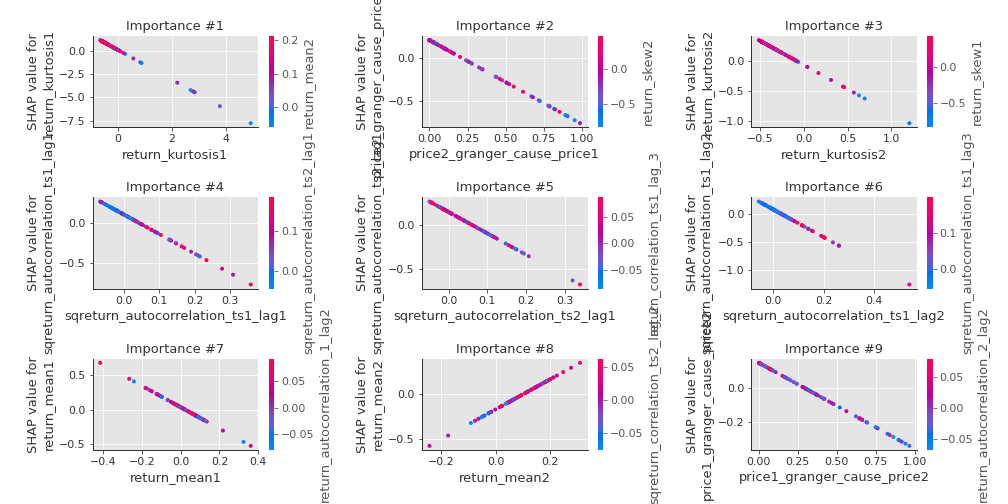 Importance #1
SHAP value for
return_kurtosis1
0.0
−2.5
−5.0
−7.5
0
2
4
return_kurtosis1
0.2
0.1
0.0
return_mean2
Importance #2
SHAP value for
price2_granger_cause_price1
0.0
−0.5
0.00
0.25
0.50
0.75
1.00
price2_granger_cause_price1
0.0
−0.5
return_skew2
Importance #3
SHAP value for
return_kurtosis2
0.0
−0.5
−1.0
−0.5
0.0
0.5
1.0
return_kurtosis2
0.0
−0.5
return_skew1
Importance #4
SHAP value for
sqreturn_autocorrelation_ts1_lag1
0.0
−0.5
0.0
0.1
0.2
0.3
sqreturn_autocorrelation_ts1_lag1
0.1
0.0
sqreturn_autocorrelation_ts2_lag1
Importance #5
SHAP value for
sqreturn_autocorrelation_ts2_lag1
0.0
−0.5
0.0
0.1
0.2
0.3
sqreturn_autocorrelation_ts2_lag1
0.05
0.00
−0.05
sqreturn_correlation_ts1_lag_3
Importance #6
SHAP value for
sqreturn_autocorrelation_ts1_lag2
0.0
−0.5
−1.0
0.0
0.2
0.4
sqreturn_autocorrelation_ts1_lag2
0.1
0.0
sqreturn_autocorrelation_ts1_lag3
Importance #7
SHAP value for
return_mean1
0.5
0.0
−0.5
−0.4
−0.2
0.0
0.2
0.4
return_mean1
0.05
0.00
−0.05
return_autocorrelation_1_lag2
Importance #8
SHAP value for
return_mean2
0.0
−0.5
−0.2
0.0
0.2
return_mean2
0.05
0.00
−0.05
sqreturn_correlation_ts2_lag_2
Importance #9
SHAP value for
price1_granger_cause_price2
0.0
−0.2
0.00
0.25
0.50
0.75
1.00
price1_granger_cause_price2
0.05
0.00
−0.05
return_autocorrelation_2_lag2